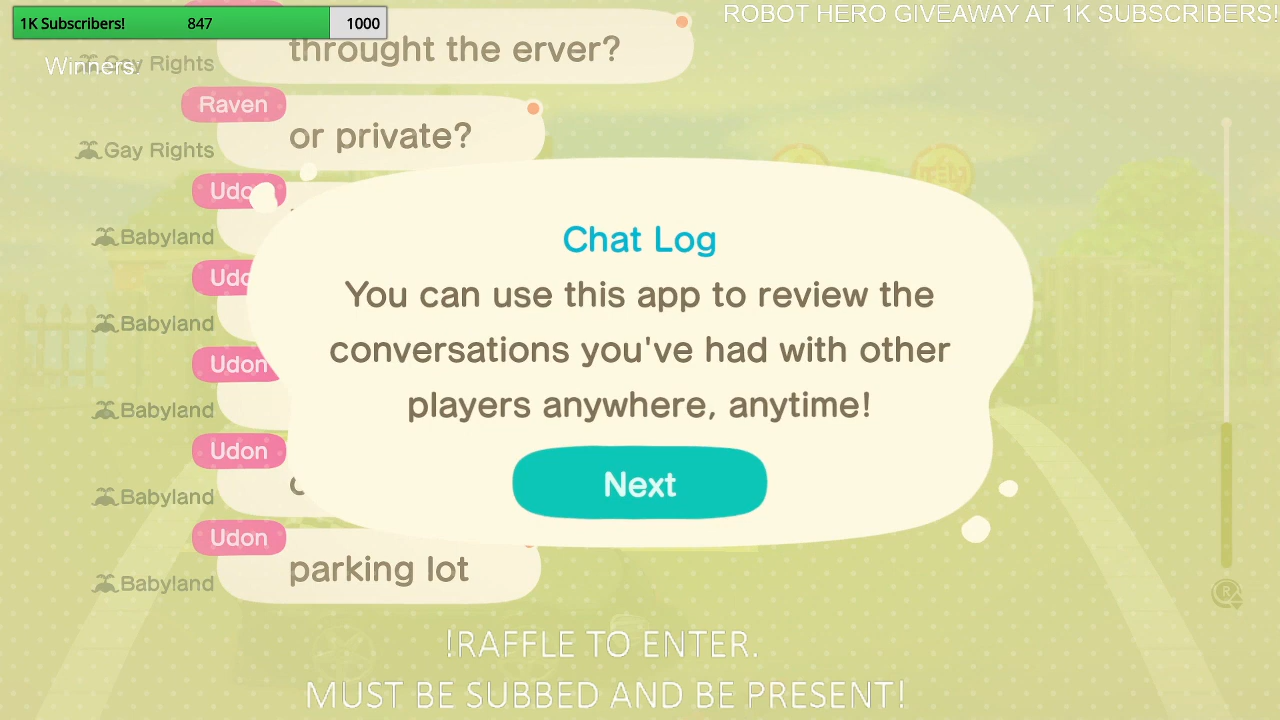 1K Subscribers! 847 1000
ROBOT HERO GIVEAWAY AT 1K SUBSCRIBERS!
throught the erver?
Winners:
Gay Rights
Raven
or private?
Gay Rights
Babyland
Babyland
Udon
Babyland
Udon
Babyland
Udon
parking lot
Babyland
Chat Log
You can use this app to review the
conversations you've had with other
players anywhere, anytime!
Next
!RAFFLE TO ENTER.
MUST BE SUBBED AND BE PRESENT!